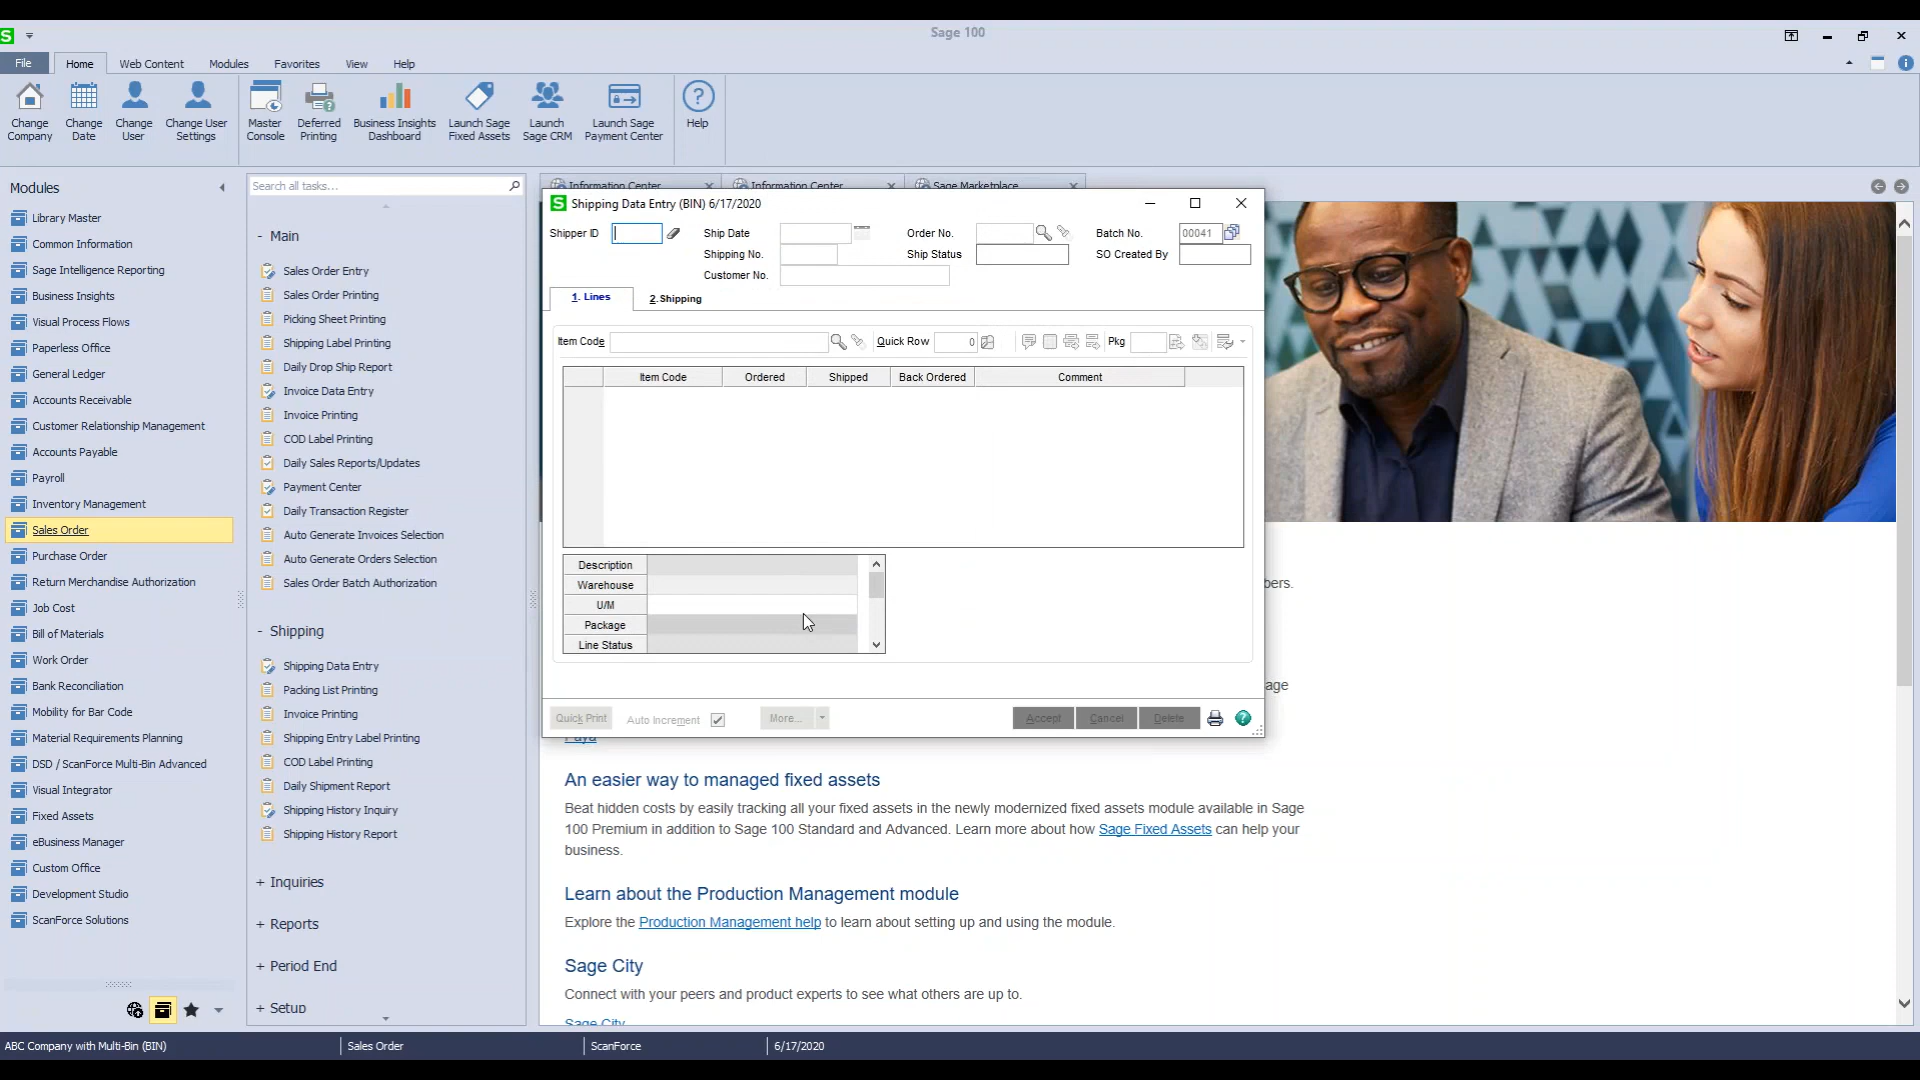 S
Sage 100
File Home Web Content Modules Favorites View Help
Change Company
Change Date
Change User
Change User Settings
Master Console
Deferred Printing
Business Insights Dashboard
Launch Sage Fixed Assets
Launch Sage CRM
Launch Sage Payment Center
Help
Modules
Library Master
Common Information
Sage Intelligence Reporting
Business Insights
Visual Process Flows
Paperless Office
General Ledger
Accounts Receivable
Customer Relationship Management
Accounts Payable
Payroll
Inventory Management
Sales Order
Purchase Order
Return Merchandise Authorization
Job Cost
Bill of Materials
Work Order
Bank Reconciliation
Mobility for Bar Code
Material Requirements Planning
DSD / ScanForce Multi-Bin Advanced
Visual Integrator
Fixed Assets
eBusiness Manager
Custom Office
Development Studio
ScanForce Solutions
Search all tasks...
- Main
Sales Order Entry
Sales Order Printing
Picking Sheet Printing
Shipping Label Printing
Daily Drop Ship Report
Invoice Data Entry
Invoice Printing
COD Label Printing
Daily Sales Reports/Updates
Payment Center
Daily Transaction Register
Auto Generate Invoices Selection
Auto Generate Orders Selection
Sales Order Batch Authorization
- Shipping
Shipping Data Entry
Packing List Printing
Invoice Printing
Shipping Entry Label Printing
COD Label Printing
Daily Shipment Report
Shipping History Inquiry
Shipping History Report
+ Inquiries
+ Reports
+ Period End
+ Setup
Information Center
Information Center
Sage Marketplace
S Shipping Data Entry (BIN) 6/17/2020
Shipper ID Ship Date Order No. Batch No. 00041
Shipping No. Ship Status SO Created By
Customer No.
1. Lines 2. Shipping
Item Code Quick Row 0 Pkg
Item Code Ordered Shipped Back Ordered Comment
Description
Warehouse
U/M
Package
Line Status
Quick Print Auto Increment More... Accept Cancel Delete
bers.
age
Paya
An easier way to managed fixed assets
Beat hidden costs by easily tracking all your fixed assets in the newly modernized fixed assets module available in Sage
100 Premium in addition to Sage 100 Standard and Advanced. Learn more about how Sage Fixed Assets can help your
business.
Learn about the Production Management module
Explore the Production Management help to learn about setting up and using the module.
Sage City
Connect with your peers and product experts to see what others are up to.
Sage City
ABC Company with Multi-Bin (BIN) Sales Order ScanForce 6/17/2020